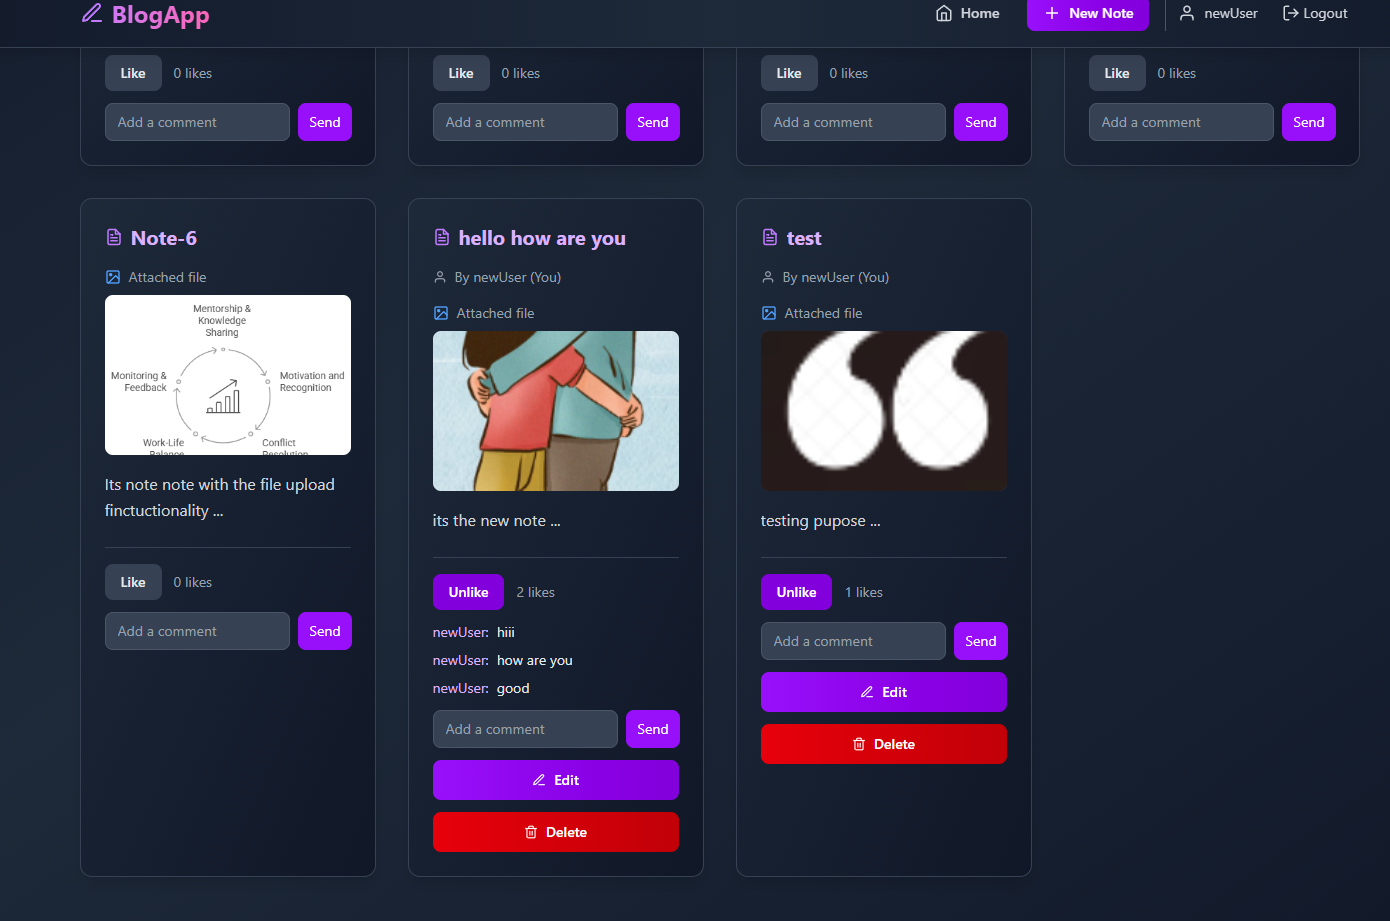 BlogApp
Home
New Note
newUser
Logout
Like
0 likes
Like
0 likes
Like
0 likes
Like
0 likes
Add a comment
Send
Add a comment
Send
Add a comment
Send
Add a comment
Send
Note-6
Attached file
Mentorship &
Knowledge
Sharing
Monitoring &
Feedback
Motivation and
Recognition
Work-Life
Balance
Conflict
Resolution
Its note note with the file upload
finctuctionality ...
Like
0 likes
Add a comment
Send
hello how are you
By newUser (You)
Attached file
its the new note ...
Unlike
2 likes
newUser: hiii
newUser: how are you
newUser: good
Add a comment
Send
Edit
Delete
test
By newUser (You)
Attached file
testing pupose ...
Unlike
1 likes
Add a comment
Send
Edit
Delete